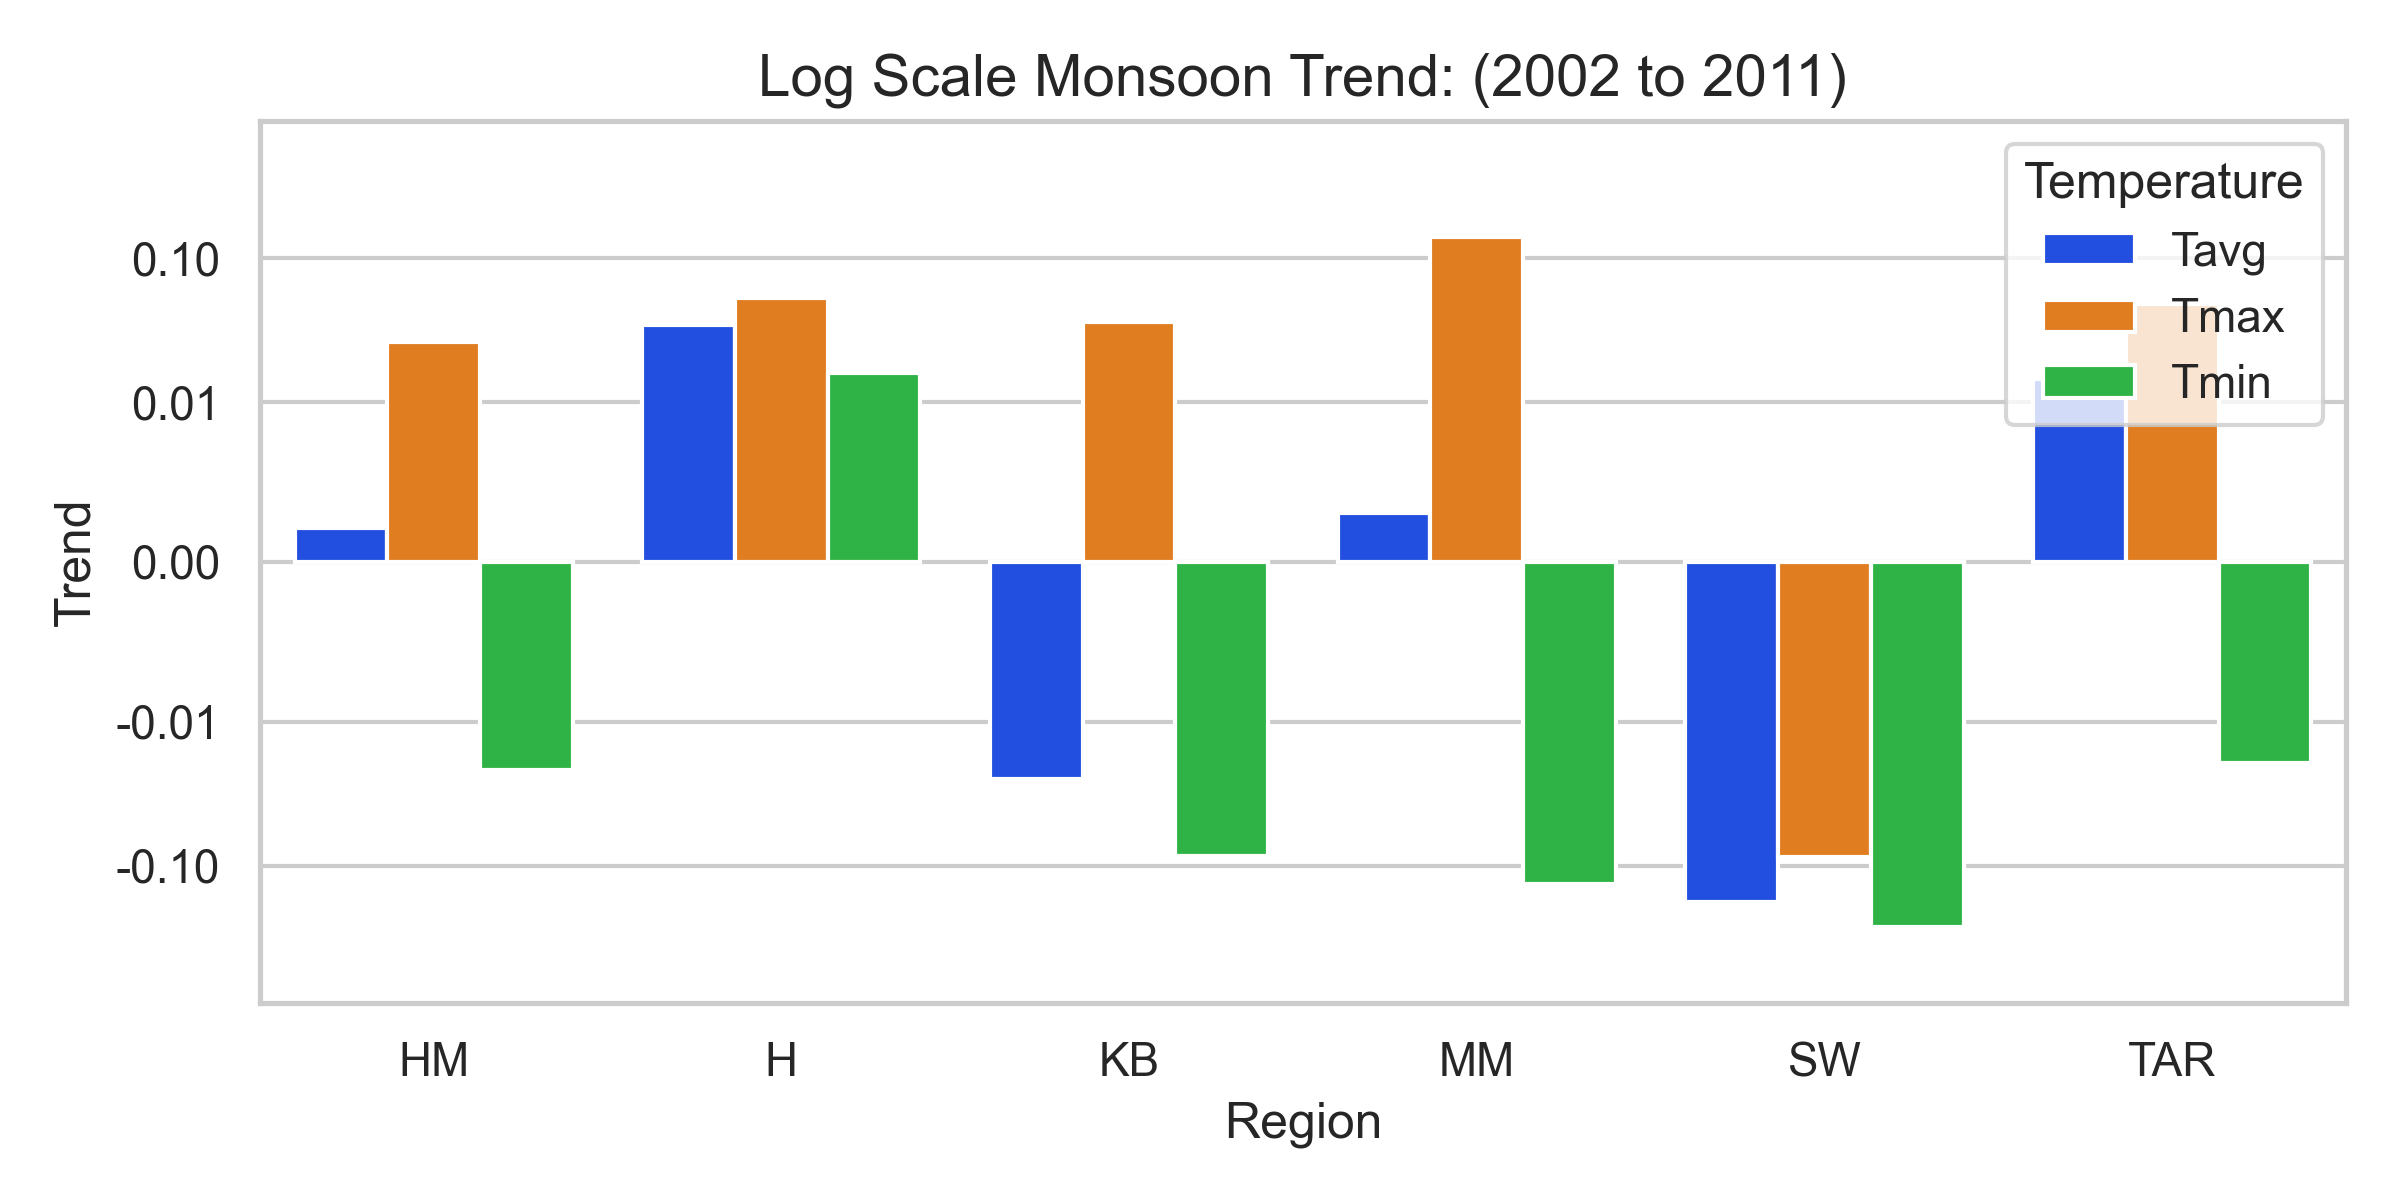 Log Scale Monsoon Trend: (2002 to 2011)
Temperature
Tavg
Tmax
Tmin
0.10
0.01
0.00
-0.01
-0.10
Trend
HM H KB MM SW TAR
Region